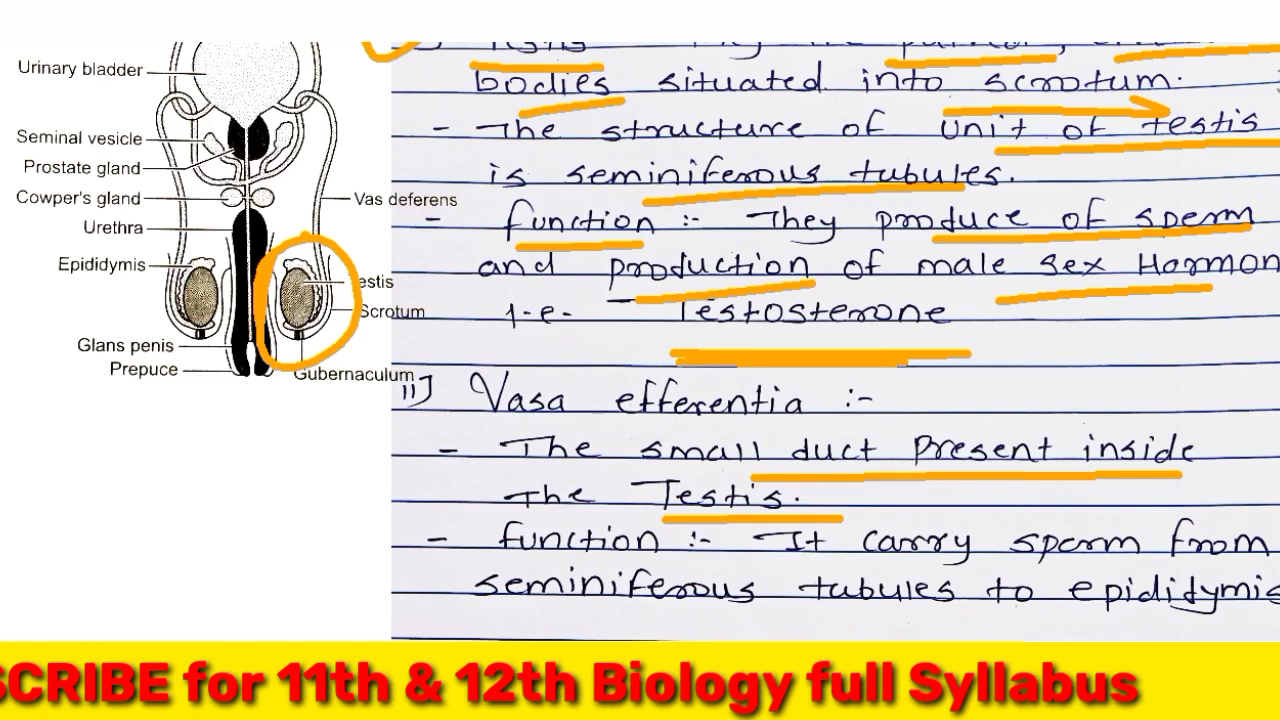 Urinary bladder
Seminal vesicle
Prostate gland
Cowper's gland
Urethra
Vas deferens
Epididymis
estis
Scrotum
Glans penis
Prepuce
Gubernaculum
bodies situated into scrotum.
- The structure of unit of testis
is seminiferous tubules.
- function :- They produce of sperm
and production of male sex Hormon
i.e. Testosterone
II] Vasa efferentia :-
- The small duct present inside
The Testis.
- function :- It carry sperm from
seminiferous tubules to epididymis
SCRIBE for 11th & 12th Biology full Syllabus